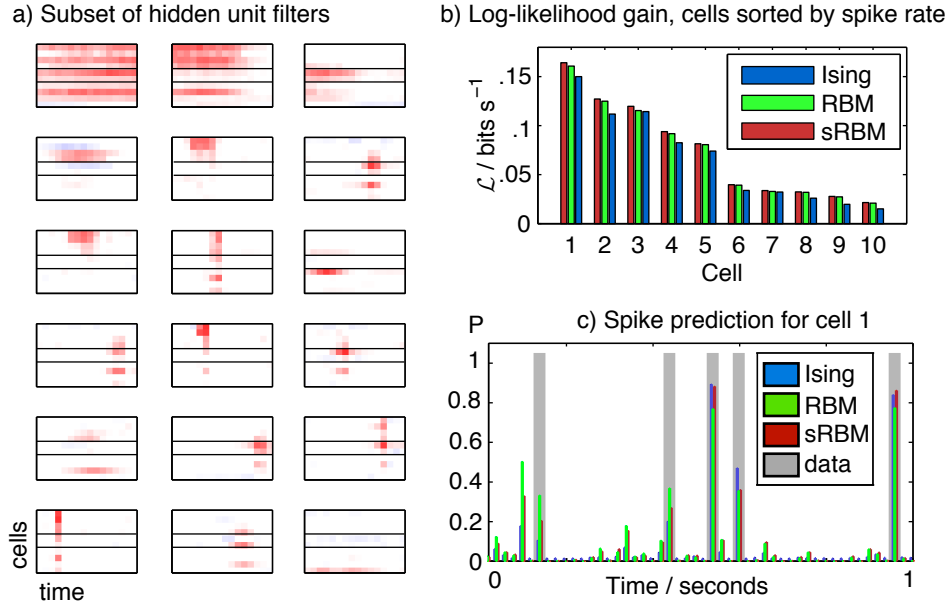 a) Subset of hidden unit filters
cells
time
b) Log-likelihood gain, cells sorted by spike rate
ℒ / bits s⁻¹
.15
.1
.05
0
Ising
RBM
sRBM
1 2 3 4 5 6 7 8 9 10
Cell
c) Spike prediction for cell 1
P
1
0.8
0.6
0.4
0.2
0
Ising
RBM
sRBM
data
0 1
Time / seconds